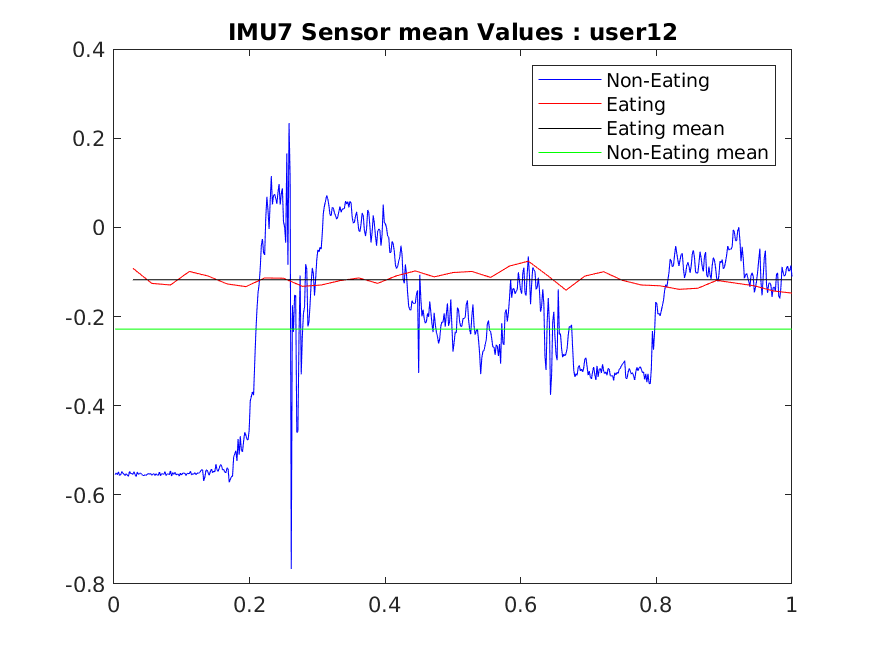 IMU7 Sensor mean Values : user12
Non-Eating
Eating
Eating mean
Non-Eating mean
0.4
0.2
0
-0.2
-0.4
-0.6
-0.8
0 0.2 0.4 0.6 0.8 1